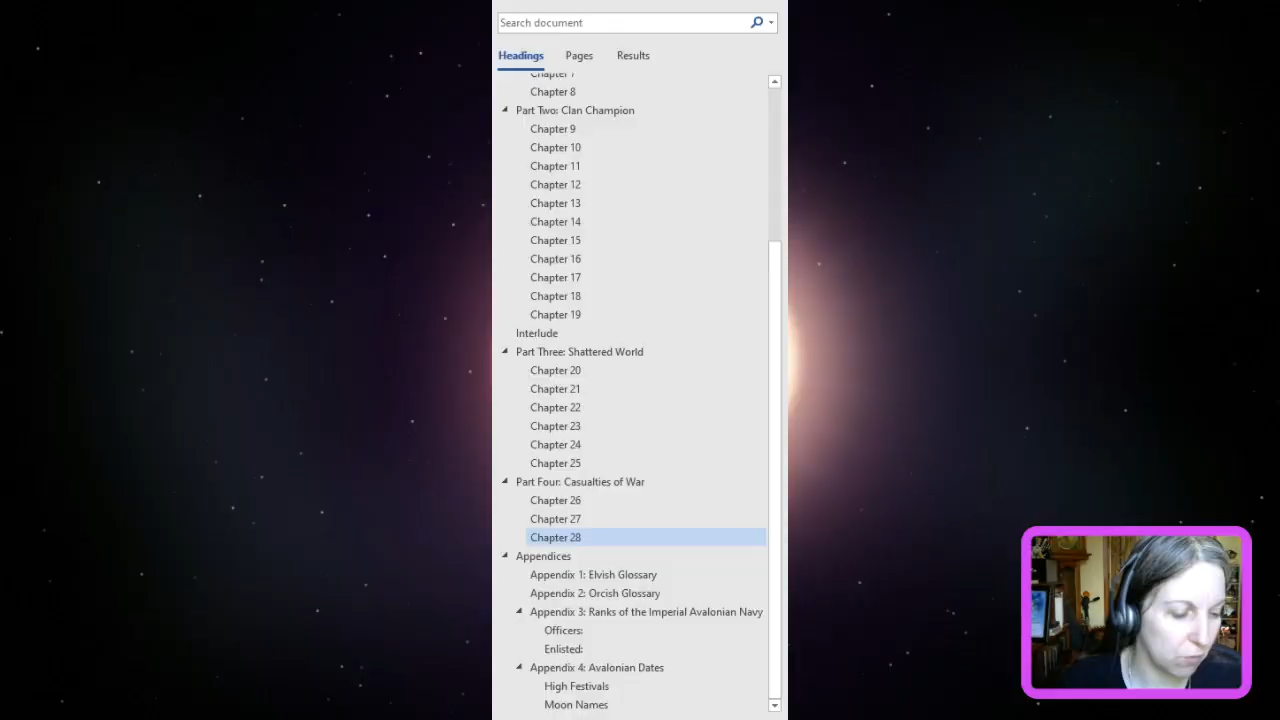 Search document
Headings Pages Results
Chapter 7
Chapter 8
Part Two: Clan Champion
Chapter 9
Chapter 10
Chapter 11
Chapter 12
Chapter 13
Chapter 14
Chapter 15
Chapter 16
Chapter 17
Chapter 18
Chapter 19
Interlude
Part Three: Shattered World
Chapter 20
Chapter 21
Chapter 22
Chapter 23
Chapter 24
Chapter 25
Part Four: Casualties of War
Chapter 26
Chapter 27
Chapter 28
Appendices
Appendix 1: Elvish Glossary
Appendix 2: Orcish Glossary
Appendix 3: Ranks of the Imperial Avalonian Navy
Officers:
Enlisted:
Appendix 4: Avalonian Dates
High Festivals
Moon Names